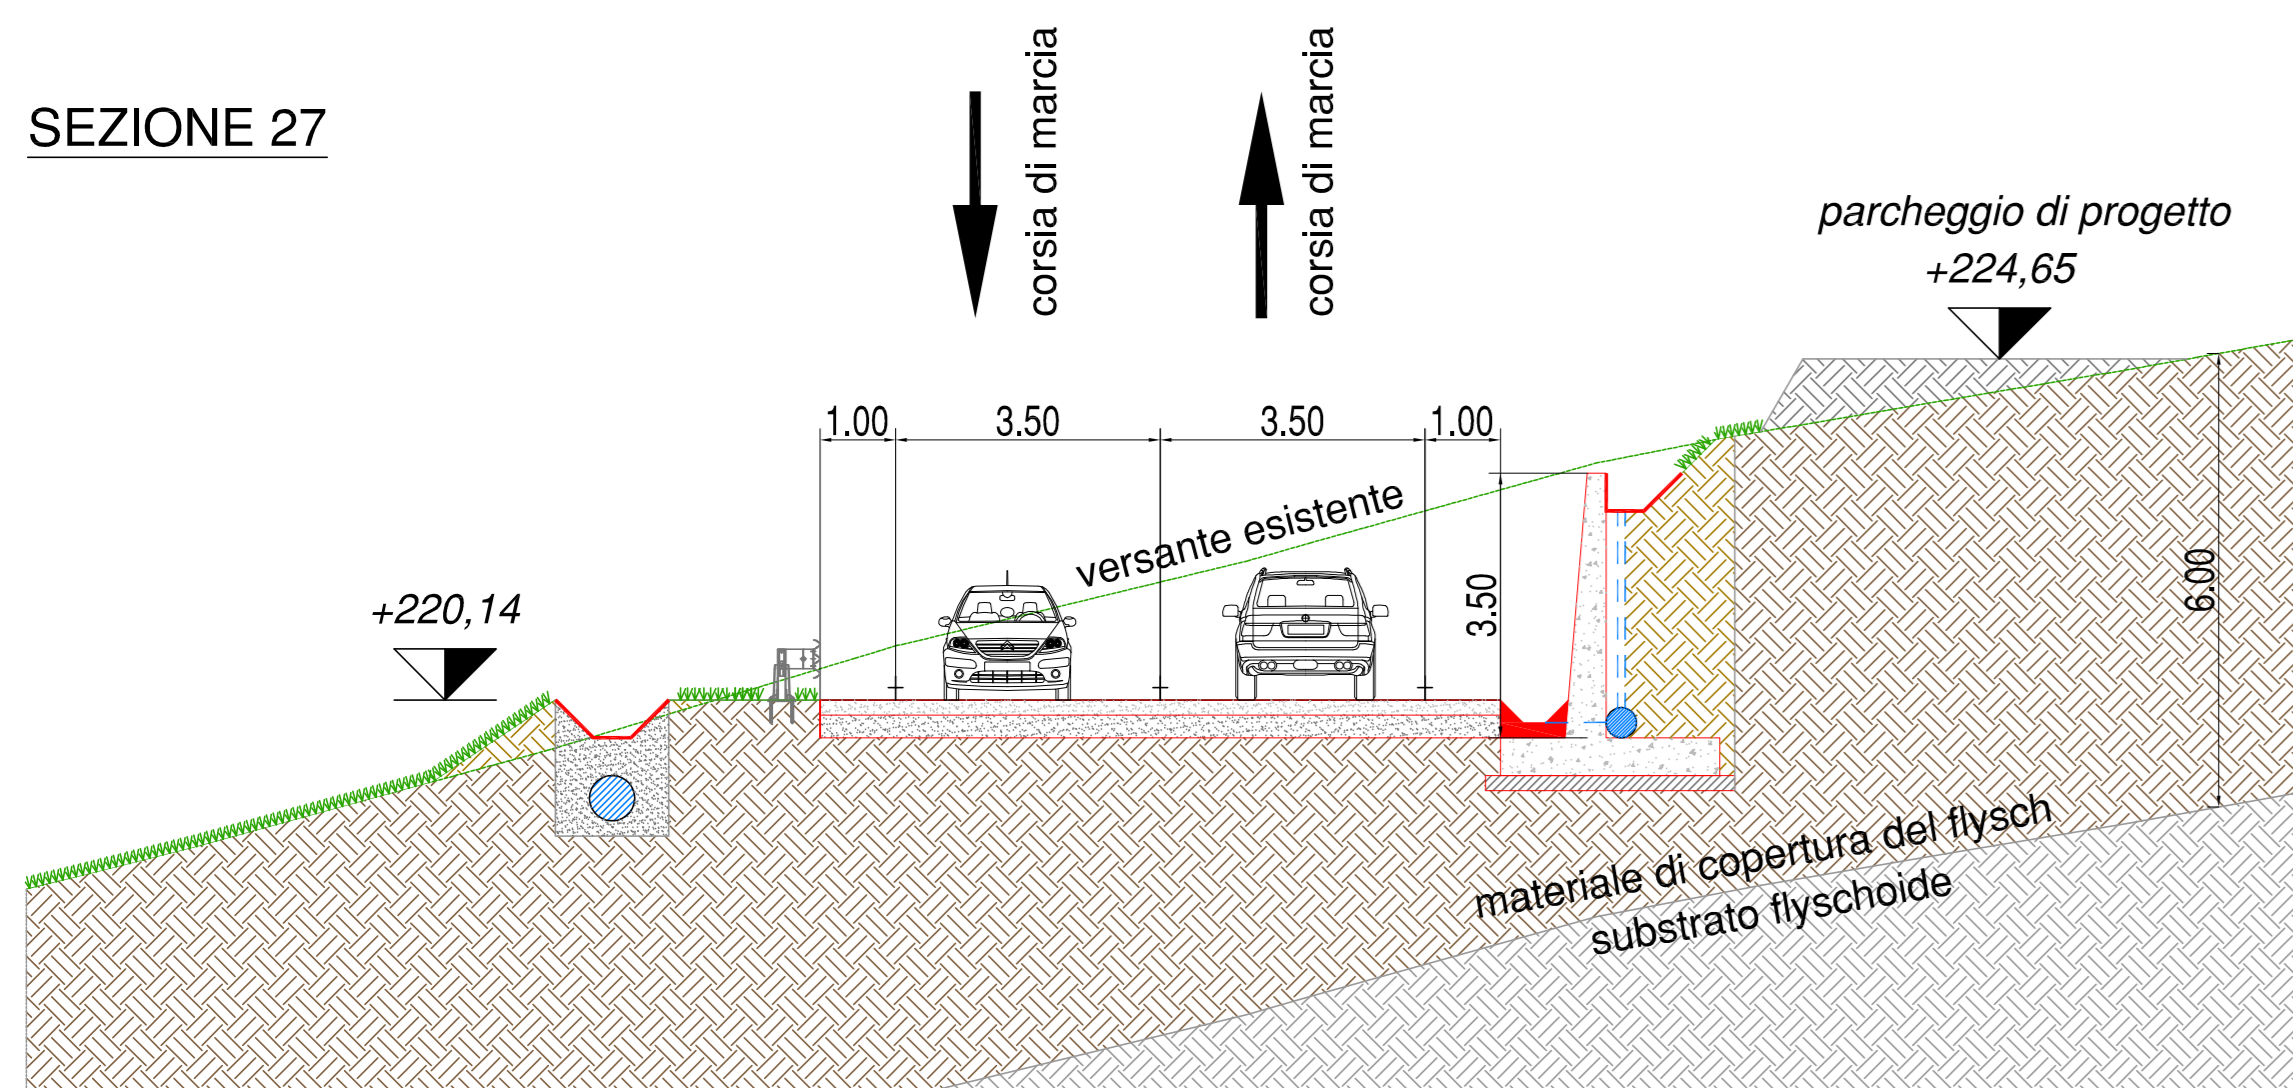 SEZIONE 27
corsia di marcia
corsia di marcia
parcheggio di progetto
+224,65
1.00
3.50
3.50
1.00
versante esistente
3.50
6.00
+220,14
materiale di copertura del flysch
substrato flyschoide